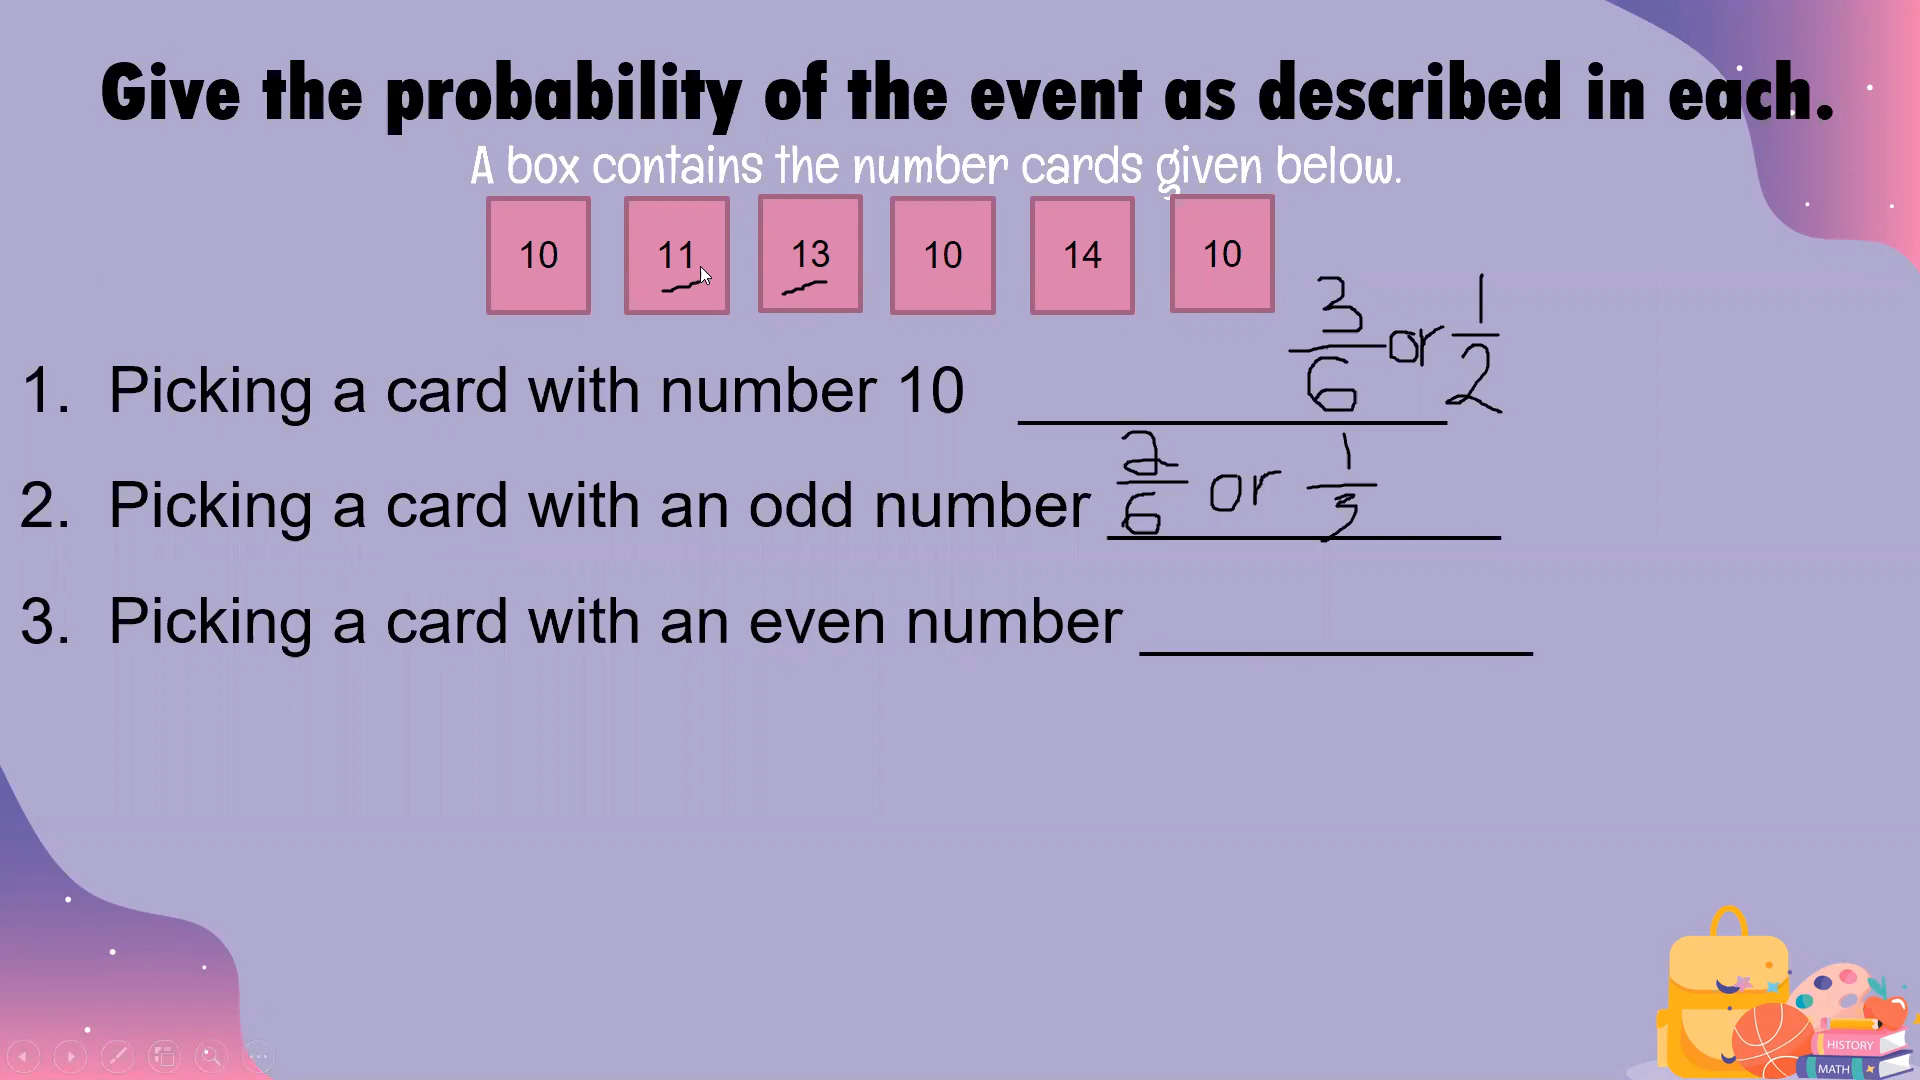 Give the probability of the event as described in each.
A box contains the number cards given below.
10 11 13 10 14 10
1. Picking a card with number 10 3/6 or 1/2
2. Picking a card with an odd number 2/6 or 1/3
3. Picking a card with an even number
HISTORY
MATH